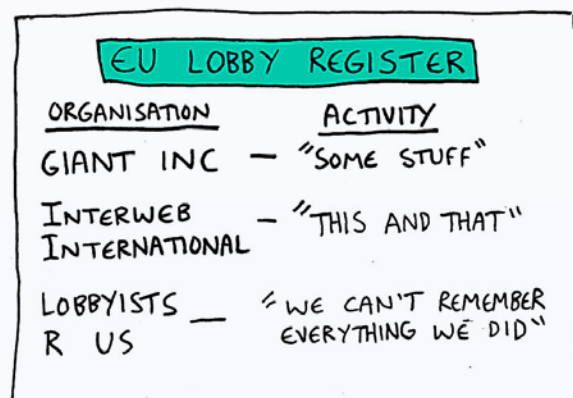 EU LOBBY REGISTER
ORGANISATION ACTIVITY
GIANT INC — "SOME STUFF"
INTERWEB INTERNATIONAL — "THIS AND THAT"
LOBBYISTS R US — "WE CAN'T REMEMBER EVERYTHING WE DID"